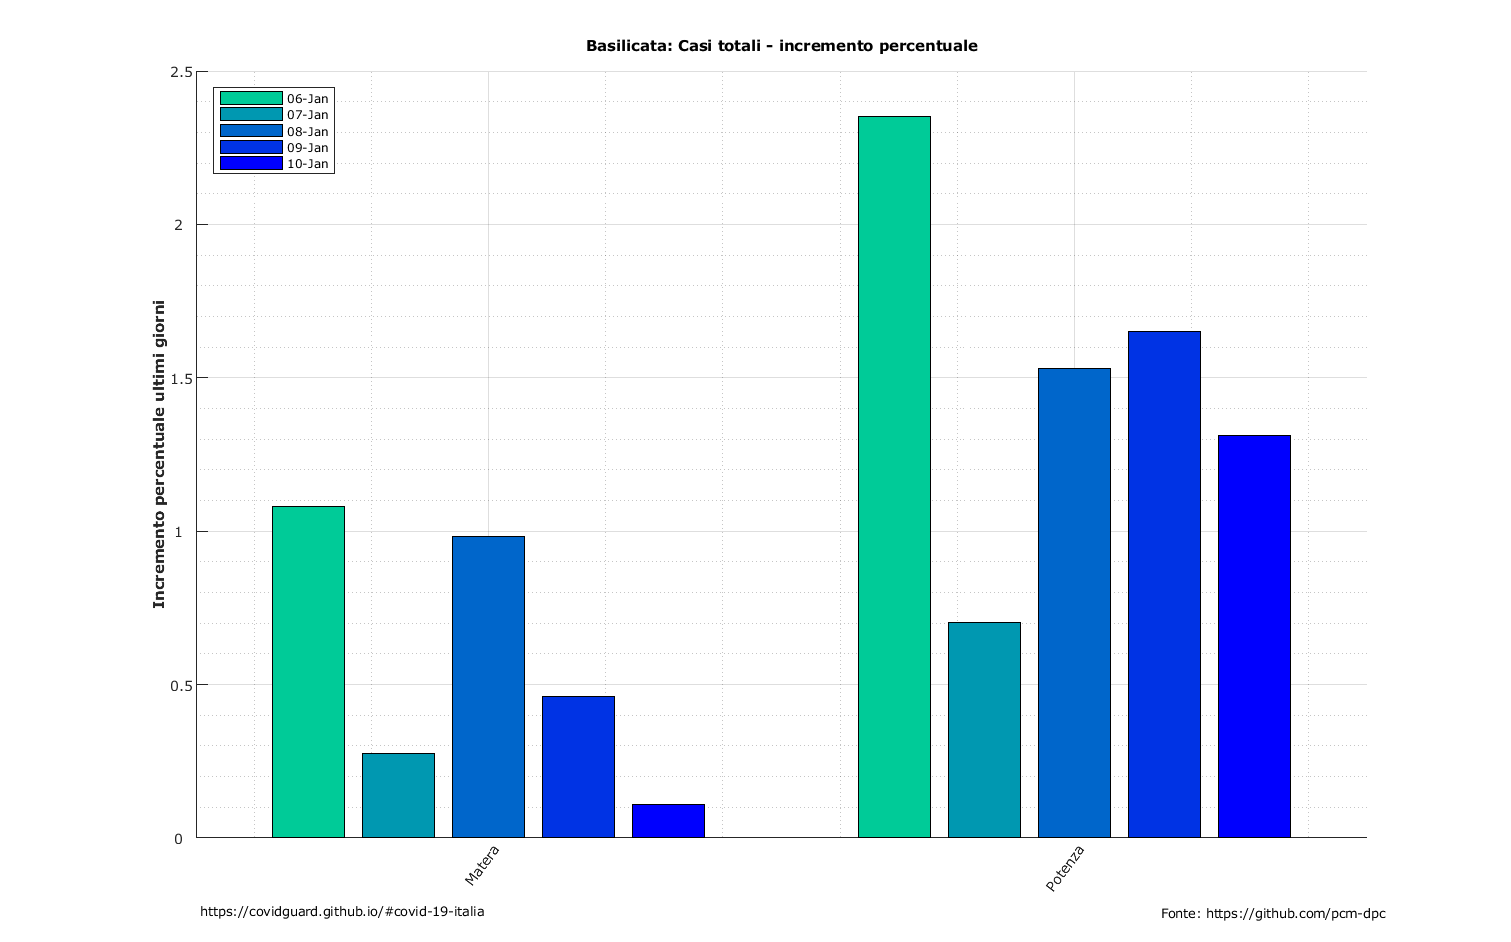 Basilicata: Casi totali - incremento percentuale
06-Jan
07-Jan
08-Jan
09-Jan
10-Jan
Incremento percentuale ultimi giorni
2.5
2
1.5
1
0.5
0
Matera
Potenza
https://covidguard.github.io/#covid-19-italia
Fonte: https://github.com/pcm-dpc